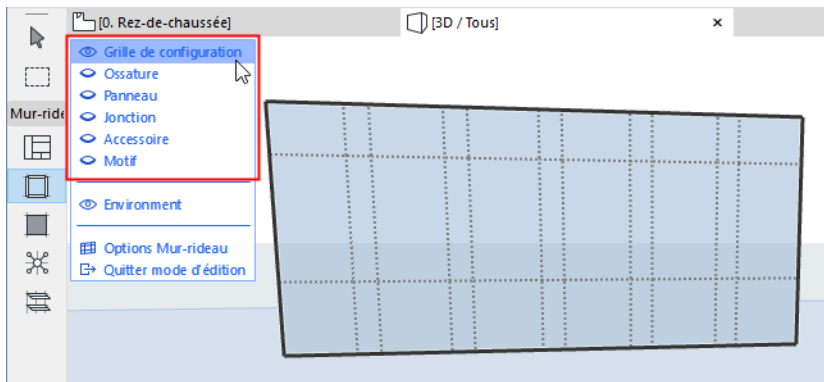 [0. Rez-de-chaussée]
[3D / Tous]
Grille de configuration
Ossature
Panneau
Mur-ride
Jonction
Accessoire
Motif
Environment
Options Mur-rideau
Quitter mode d'édition